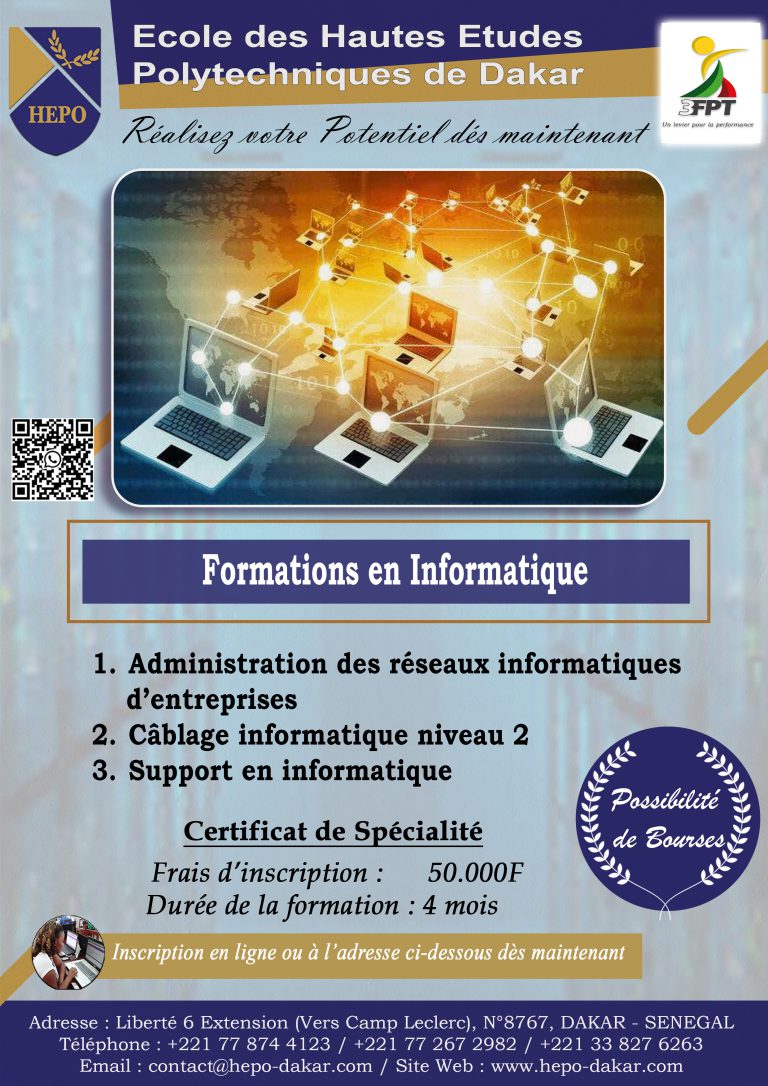 Ecole des Hautes Etudes
Polytechniques de Dakar
HEPO
3FPT
Un levier pour la performance
Réalisez votre Potentiel dés maintenant
Formations en Informatique
1. Administration des réseaux informatiques
d'entreprises
2. Câblage informatique niveau 2
3. Support en informatique
Possibilité
de Bourses
Certificat de Spécialité
Frais d'inscription : 50.000F
Durée de la formation : 4 mois
Inscription en ligne ou à l'adresse ci-dessous dès maintenant
Adresse : Liberté 6 Extension (Vers Camp Leclerc), N°8767, DAKAR - SENEGAL
Téléphone : +221 77 874 4123 / +221 77 267 2982 / +221 33 827 6263
Email : contact@hepo-dakar.com / Site Web : www.hepo-dakar.com